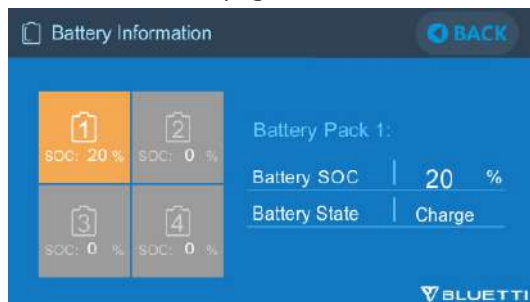 Battery Information
BACK
1
SOC: 20 %
2
SOC: 0 %
3
SOC: 0 %
4
SOC: 0 %
Battery Pack 1:
Battery SOC 20 %
Battery State Charge
BLUETTI